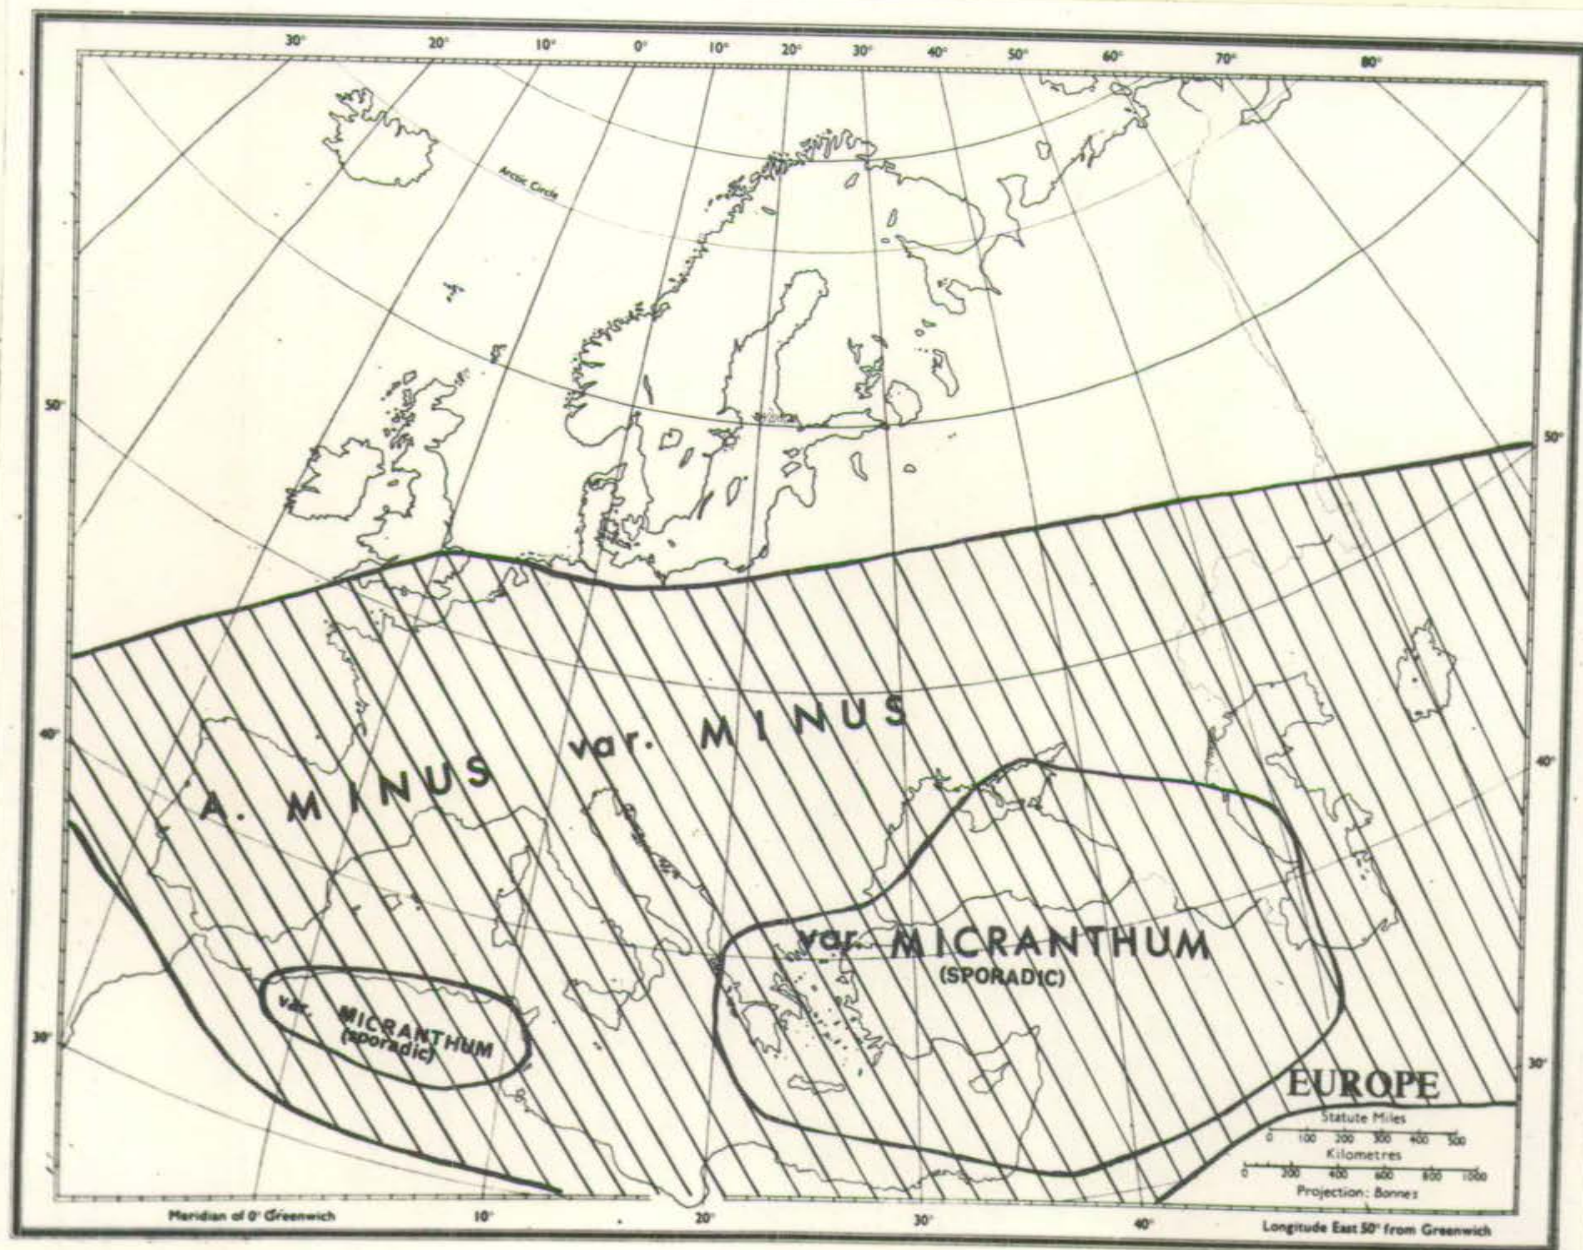 30° 20° 10° 0° 10° 20° 30° 40° 50° 60° 70° 80°
Arctic Circle
50° 50°
var. MINUS
A. MINUS
40° 40°
var. MICRANTHUM
(SPORADIC)
var. MICRANTHUM
(sporadic)
30° 30°
EUROPE
Statute Miles
0 100 200 300 400 500
Kilometres
0 200 400 600 800 1000
Projection: Bonnes
Meridian of 0° Greenwich 10° 20° 30° 40° Longitude East 50° from Greenwich